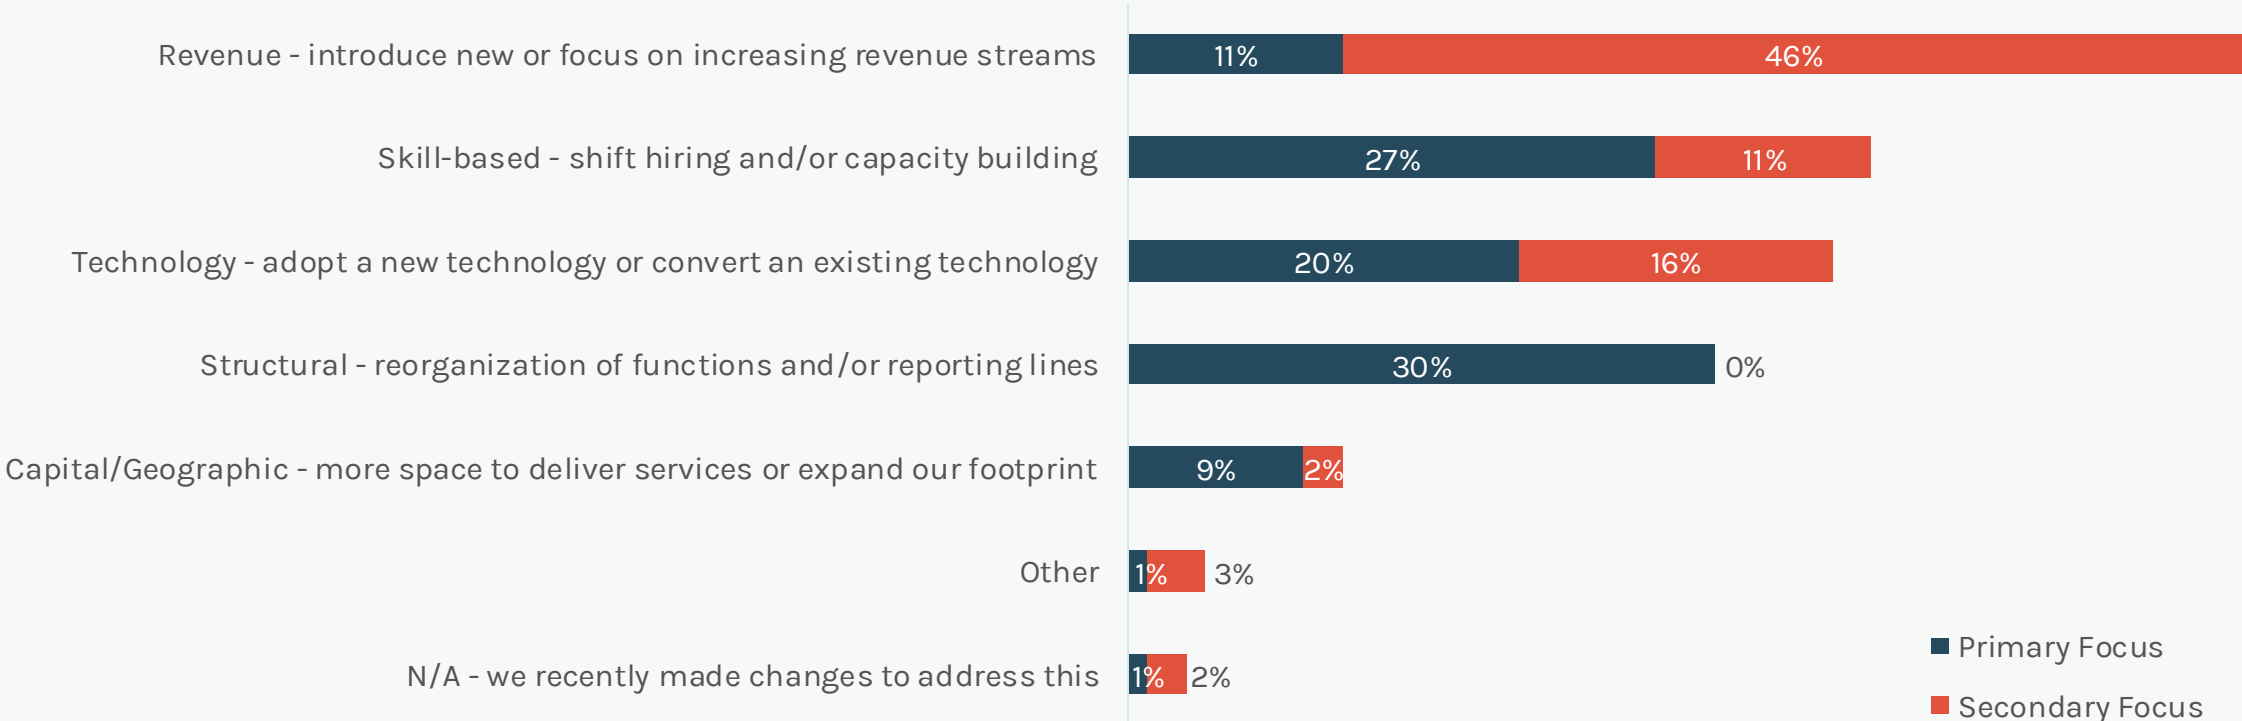 Revenue - introduce new or focus on increasing revenue streams 11% 46%
Skill-based - shift hiring and/or capacity building 27% 11%
Technology - adopt a new technology or convert an existing technology 20% 16%
Structural - reorganization of functions and/or reporting lines 30% 0%
Capital/Geographic - more space to deliver services or expand our footprint 9% 2%
Other 1% 3%
N/A - we recently made changes to address this 1% 2%
Primary Focus
Secondary Focus